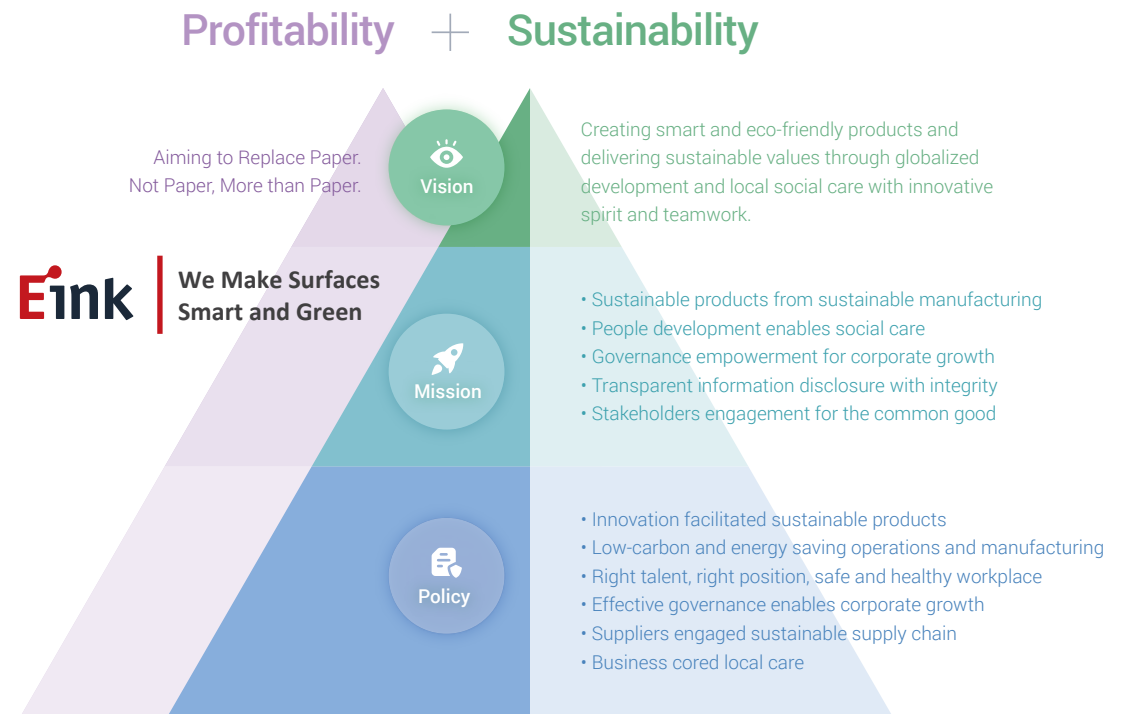 Profitability + Sustainability
Aiming to Replace Paper.
Not Paper, More than Paper.
Vision
Creating smart and eco-friendly products and
delivering sustainable values through globalized
development and local social care with innovative
spirit and teamwork.
Eink
We Make Surfaces
Smart and Green
Mission
• Sustainable products from sustainable manufacturing
• People development enables social care
• Governance empowerment for corporate growth
• Transparent information disclosure with integrity
• Stakeholders engagement for the common good
Policy
• Innovation facilitated sustainable products
• Low-carbon and energy saving operations and manufacturing
• Right talent, right position, safe and healthy workplace
• Effective governance enables corporate growth
• Suppliers engaged sustainable supply chain
• Business cored local care